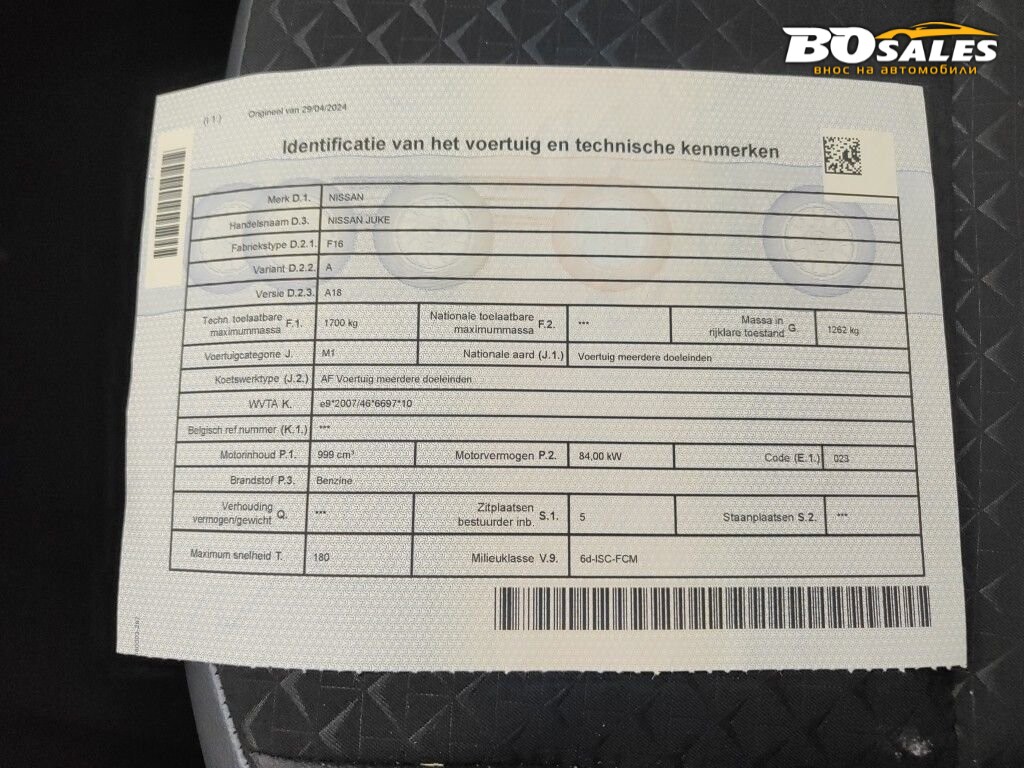 BOSALES
внос на автомобили
(I 1)
Origineel van 29/04/2024
Identificatie van het voertuig en technische kenmerken
Merk D.1. NISSAN
Handelsnaam D.3. NISSAN JUKE
Fabriekstype D.2.1. F16
Variant D.2.2. A
Versie D.2.3. A18
Techn. toelaatbare maximummassa F.1. 1700 kg Nationale toelaatbare maximummassa F.2. *** Massa in rijklare toestand G. 1262 kg
Voertuigcategorie J. M1 Nationale aard (J.1.) Voertuig meerdere doeleinden
Koetswerktype (J.2.) AF Voertuig meerdere doeleinden
WVTA K. e9*2007/46*6697*10
Belgisch ref.nummer (K.1.) ***
Motorinhoud P.1. 999 cm³ Motorvermogen P.2. 84,00 kW Code (E.1.) 023
Brandstof P.3. Benzine
Verhouding vermogen/gewicht Q. *** Zitplaatsen bestuurder inb. S.1. 5 Staanplaatsen S.2. ***
Maximum snelheid T. 180 Milieuklasse V.9. 6d-ISC-FCM